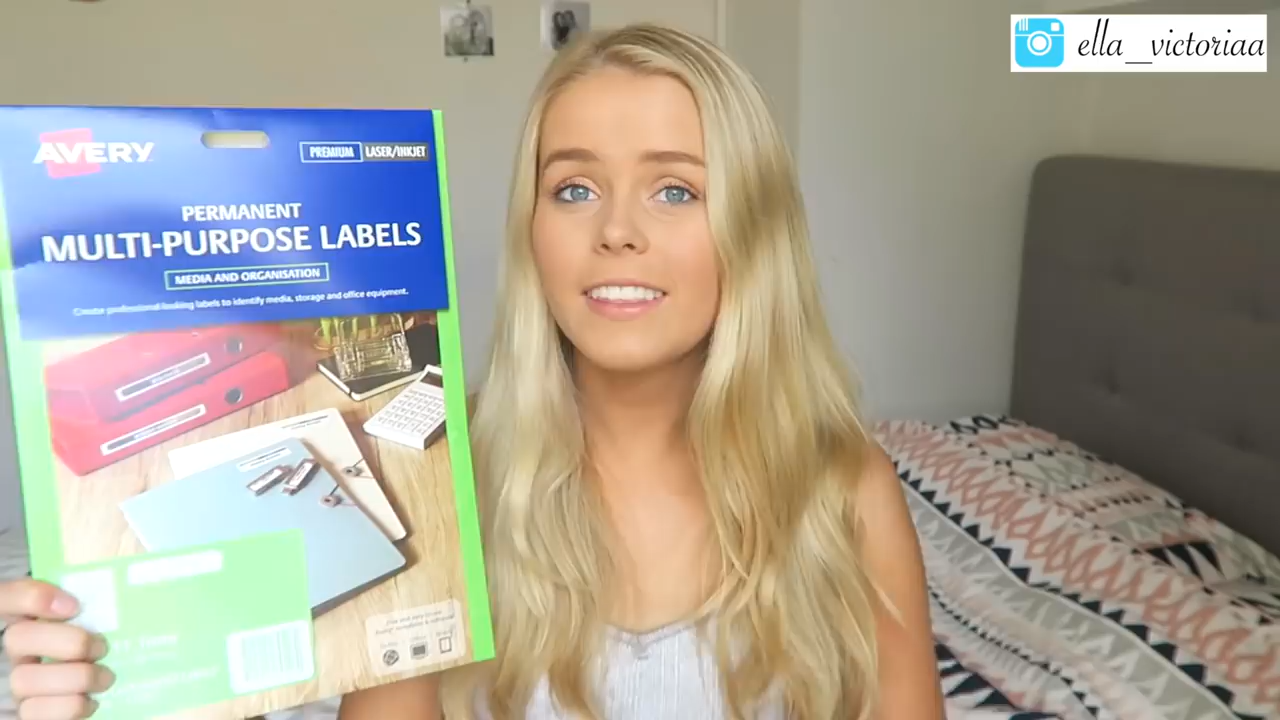 ella_victoriaa
AVERY
PREMIUM LASER/INKJET
PERMANENT
MULTI-PURPOSE LABELS
MEDIA AND ORGANISATION
Create professional looking labels to identify media, storage and office equipment.